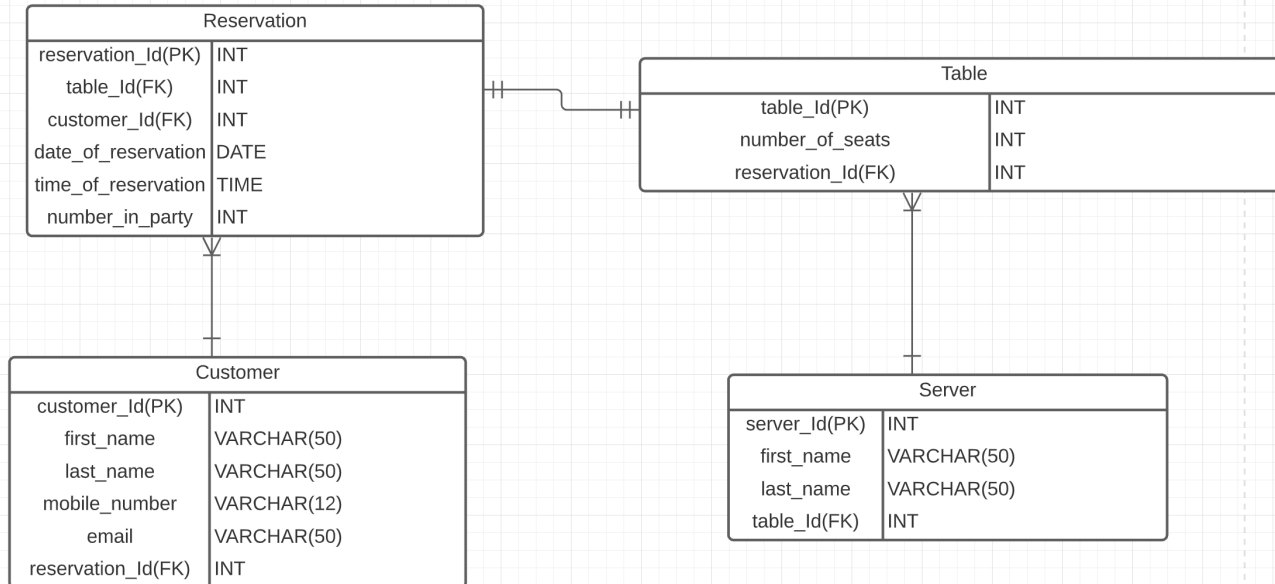 Reservation
reservation_Id(PK) INT
table_Id(FK) INT
customer_Id(FK) INT
date_of_reservation DATE
time_of_reservation TIME
number_in_party INT
Table
table_Id(PK) INT
number_of_seats INT
reservation_Id(FK) INT
Customer
customer_Id(PK) INT
first_name VARCHAR(50)
last_name VARCHAR(50)
mobile_number VARCHAR(12)
email VARCHAR(50)
reservation_Id(FK) INT
Server
server_Id(PK) INT
first_name VARCHAR(50)
last_name VARCHAR(50)
table_Id(FK) INT